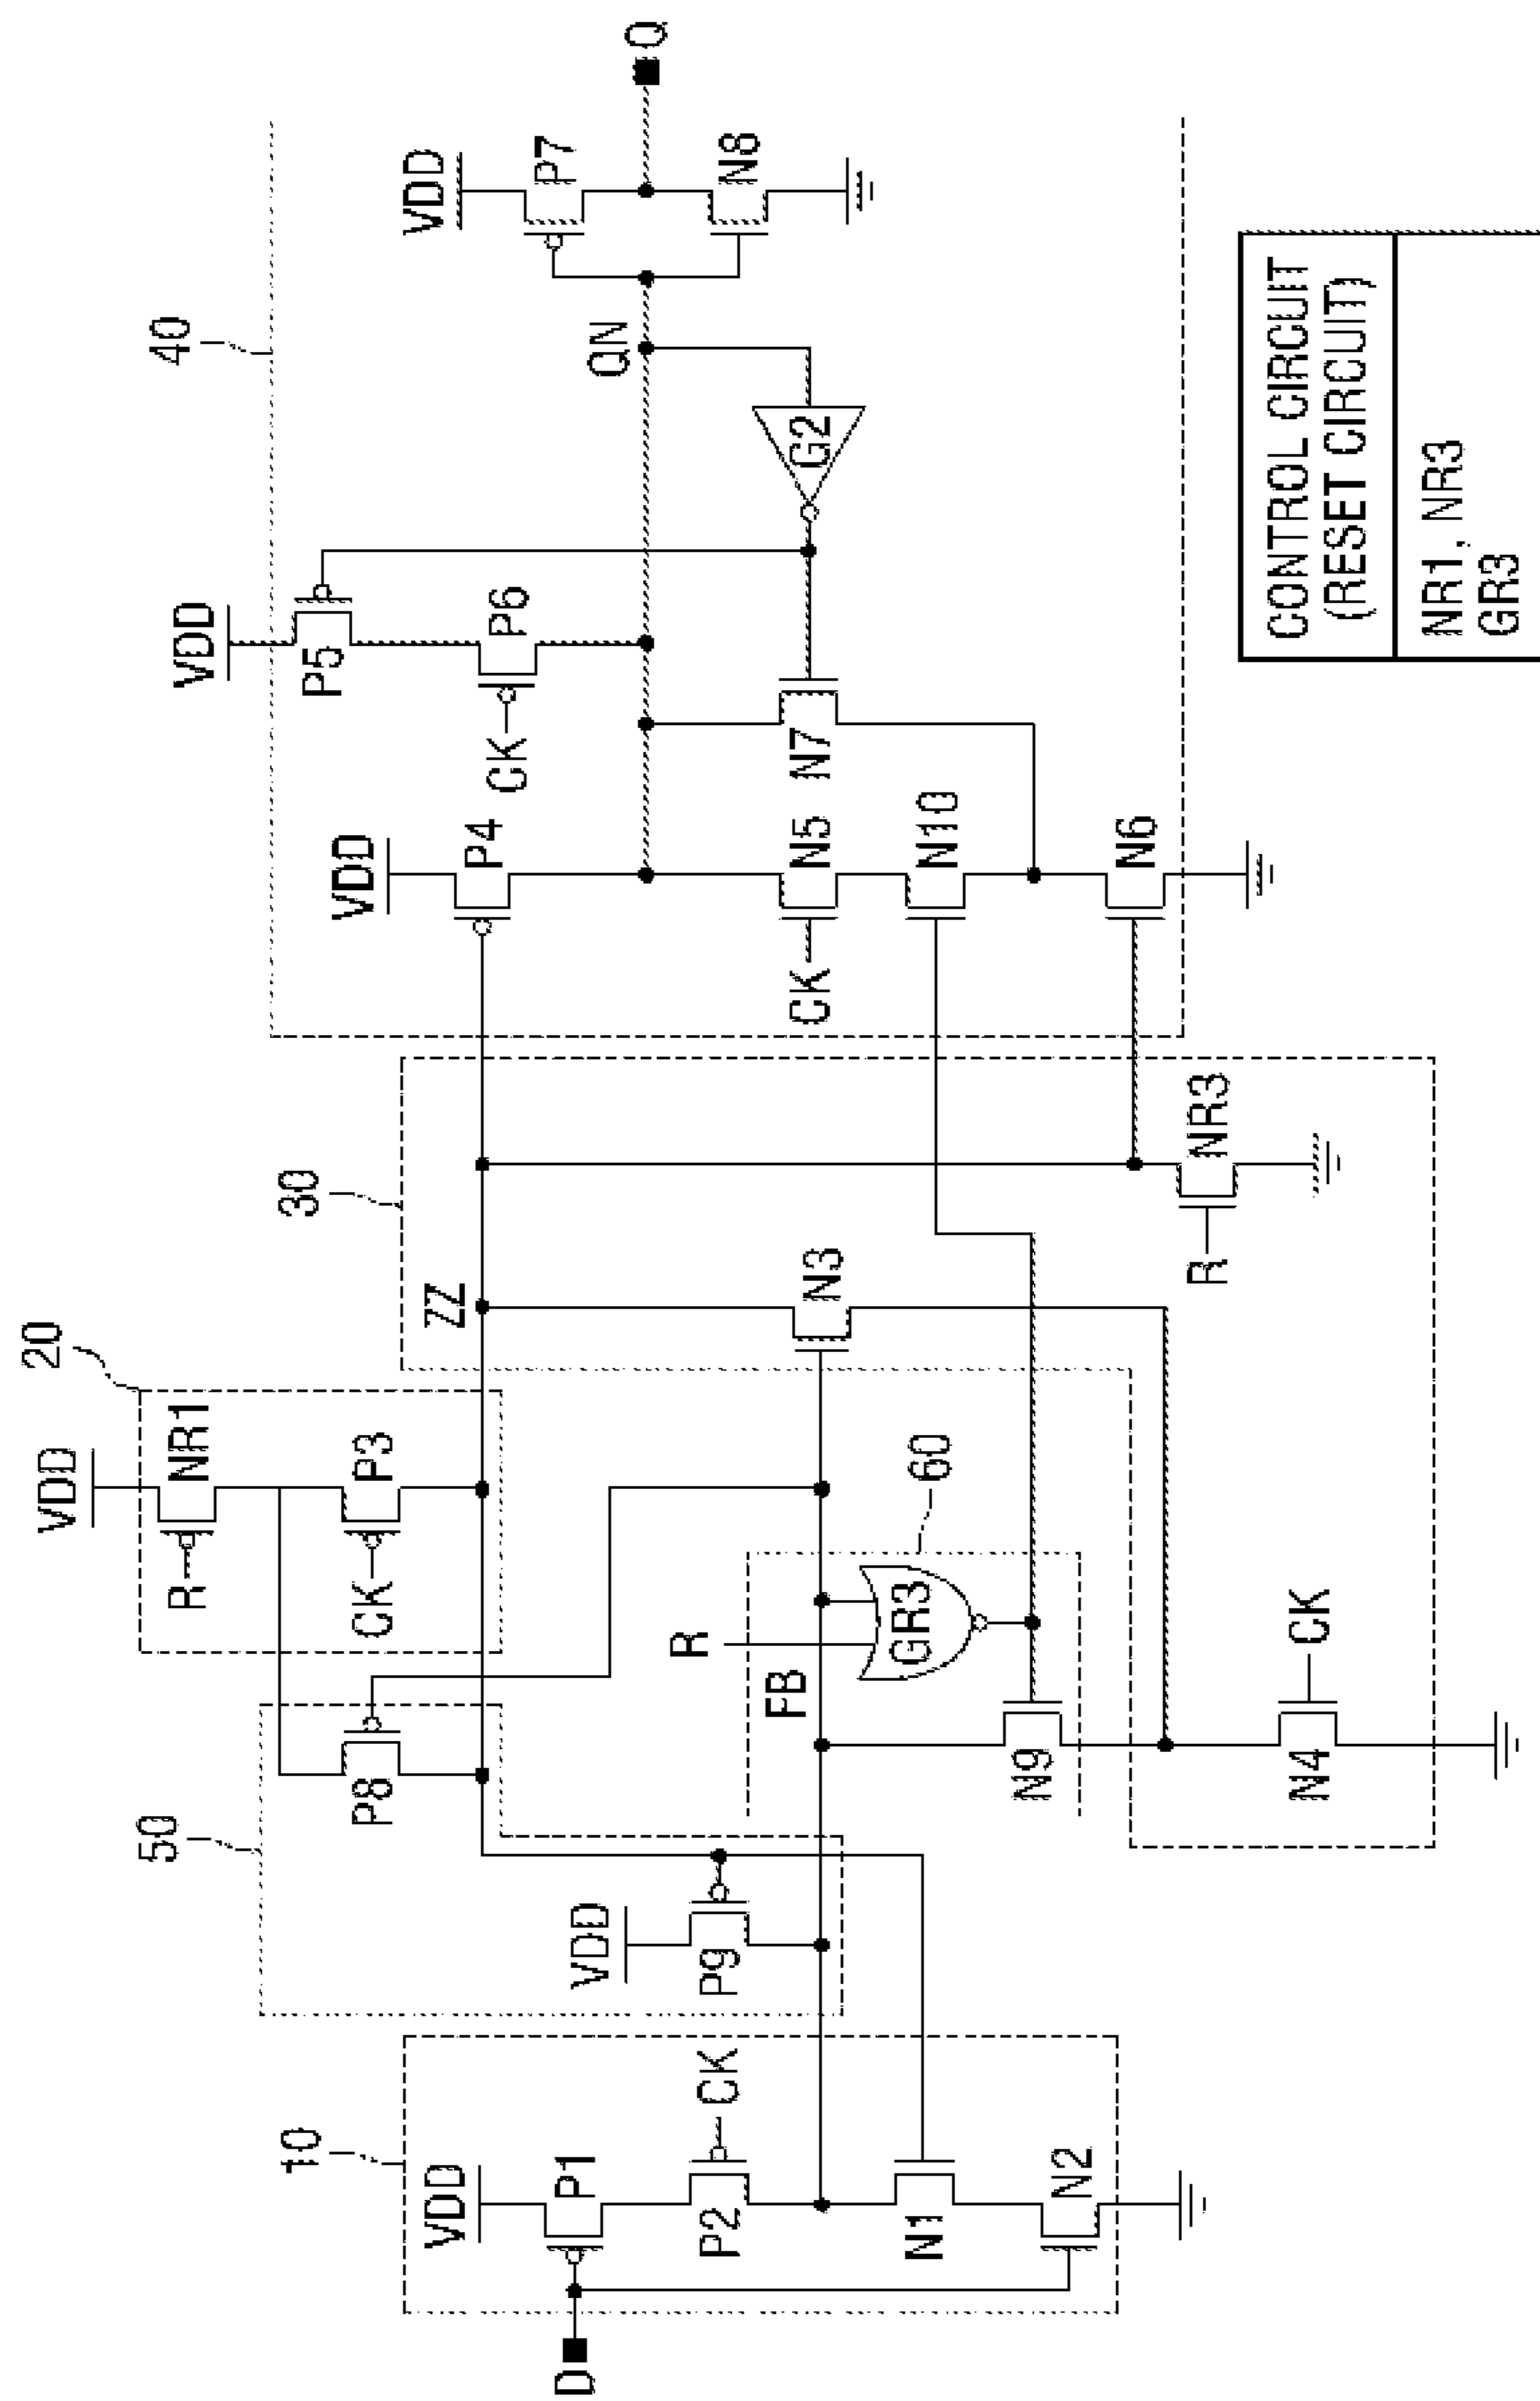 40
VDD
VDD
P5
P6
CK
VDD
P4
QN
P7
Q
N8
G2
N5
CK
N7
N10
N6
20
VDD
NR1
R
P3
CK
30
ZZ
N3
NR3
R
50
P8
VDD
P9
R
FB
GR3
60
N9
N4
CK
10
VDD
P1
P2
CK
N1
N2
D
CONTROL CIRCUIT
(RESET CIRCUIT)
NR1, NR3
GR3